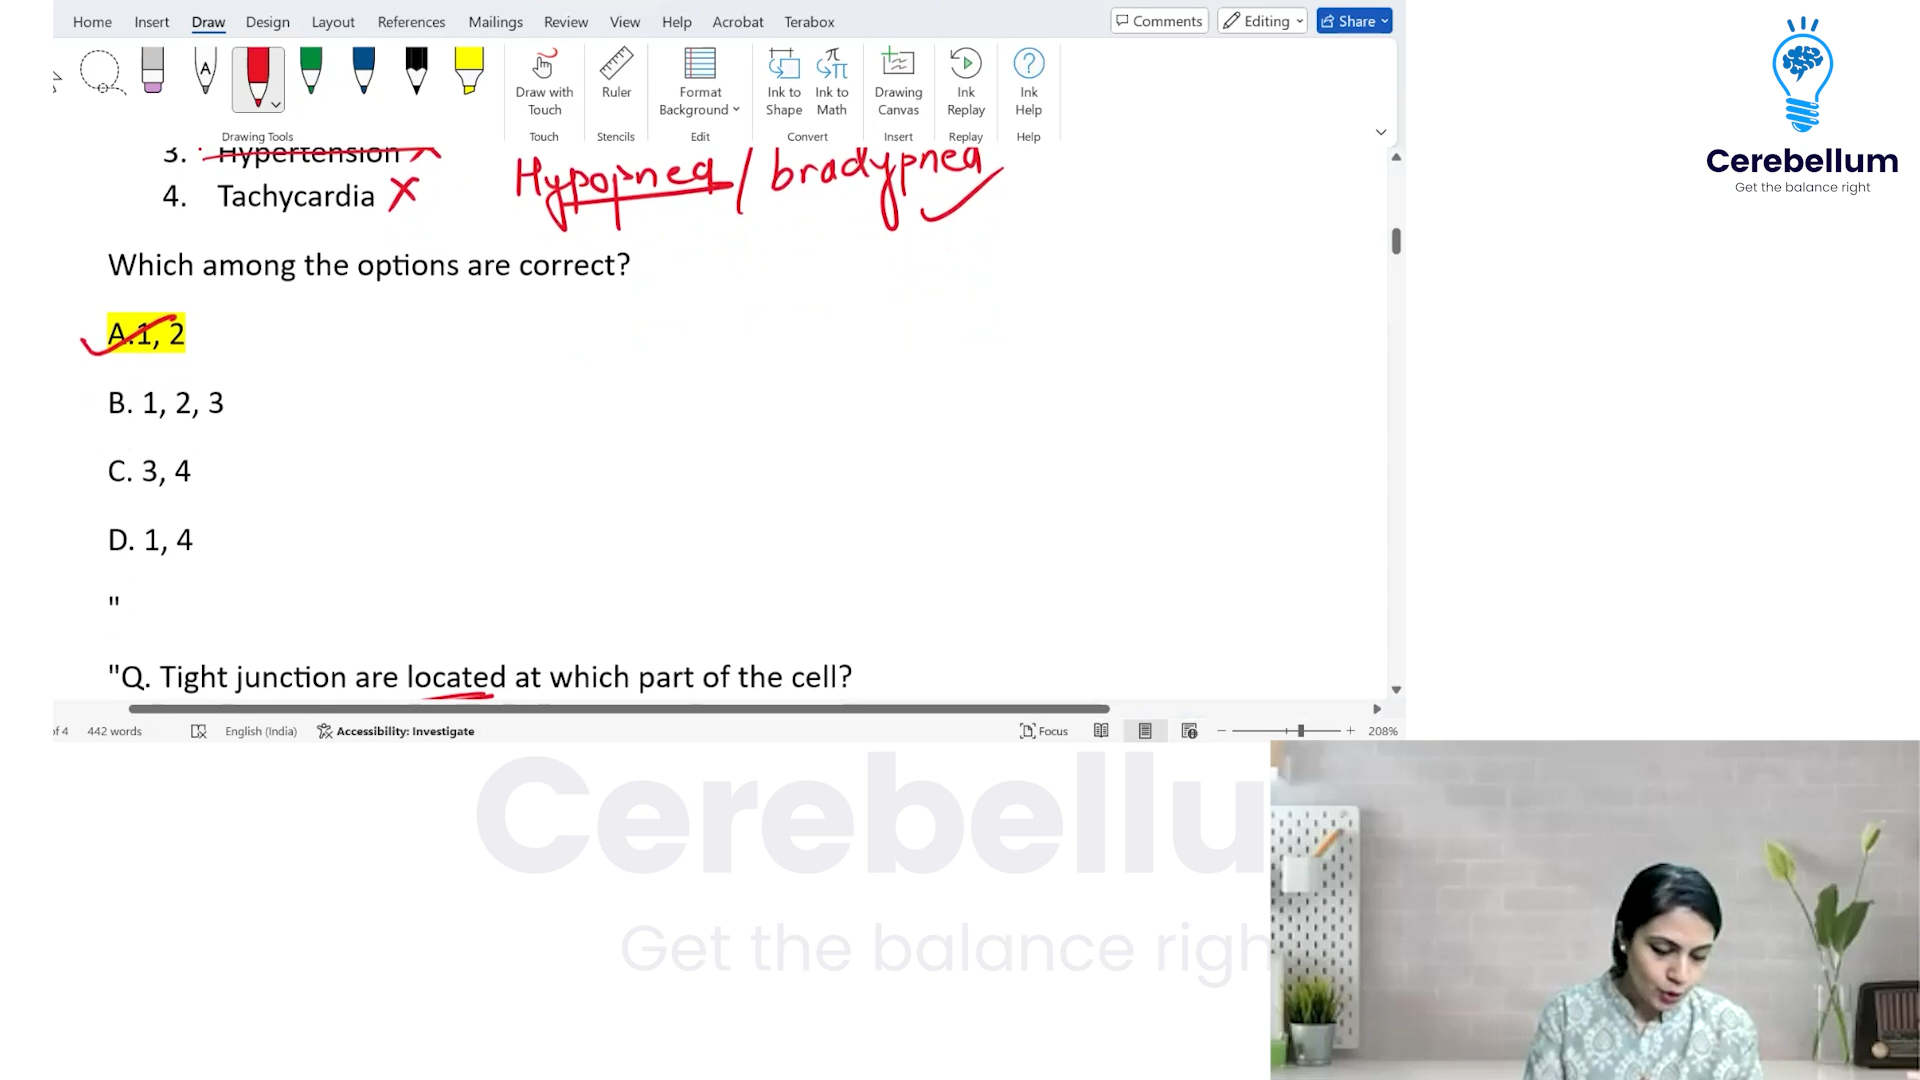 Home Insert Draw Design Layout References Mailings Review View Help Acrobat Terabox
Comments Editing Share
A
Draw with Touch
Ruler
Format Background
Ink to Shape
Ink to Math
Drawing Canvas
Ink Replay
Ink Help
Drawing Tools Touch Stencils Edit Convert Insert Replay Help
Cerebellum
Get the balance right
3. Hypertension X
Hypopnea / bradypnea
4. Tachycardia X
Which among the options are correct?
A.1, 2
B. 1, 2, 3
C. 3, 4
D. 1, 4
"
"Q. Tight junction are located at which part of the cell?
of 4 442 words English (India) Accessibility: Investigate Focus 208%
Cerebellu
Get the balance righ